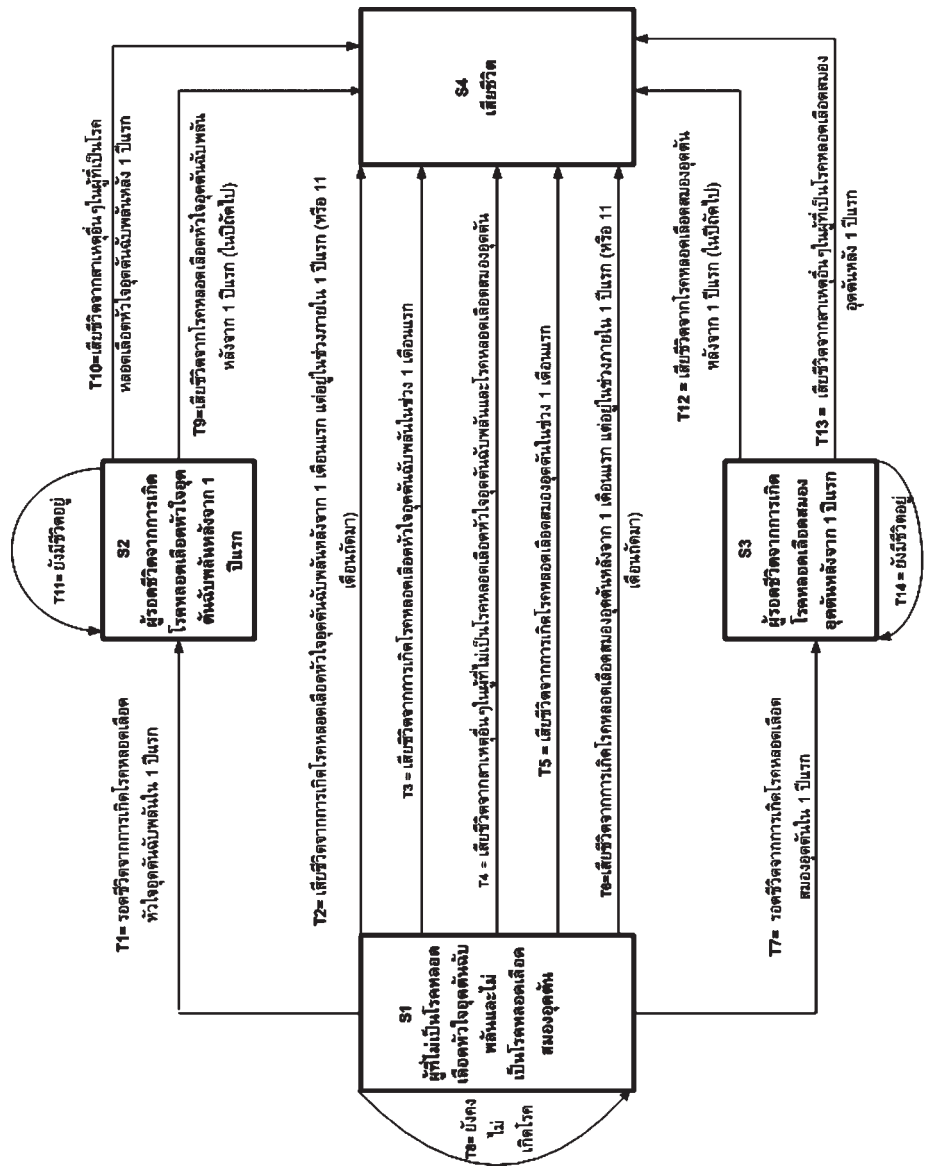 T10=เสียชีวิตจากสาเหตุอื่นๆในผู้ที่เป็นโรค
หลอดเลือดหัวใจอุดตันฉับพลันหลัง 1 ปีแรก
T11= ยังมีชีวิตอยู่
T9=เสียชีวิตจากโรคหลอดเลือดหัวใจอุดตันฉับพลัน
หลังจาก 1 ปีแรก (ในปีถัดไป)
S2
ผู้รอดชีวิตจากการเกิด
โรคหลอดเลือดหัวใจอุด
ตันฉับพลันหลังจาก 1
ปีแรก
T1= รอดชีวิตจากการเกิดโรคหลอดเลือด
หัวใจอุดตันฉับพลันใน 1 ปีแรก
T2=เสียชีวิตจากการเกิดโรคหลอดเลือดหัวใจอุดตันฉับพลันหลังจาก 1 เดือนแรก แต่อยู่ในช่วงภายใน 1 ปีแรก (หรือ 11
เดือนถัดมา)
T3 = เสียชีวิตจากการเกิดโรคหลอดเลือดหัวใจอุดตันฉับพลันในช่วง 1 เดือนแรก
S1
ผู้ที่ไม่เป็นโรคหลอด
เลือดหัวใจอุดตันฉับ
พลันและไม่
เป็นโรคหลอดเลือด
สมองอุดตัน
T4 = เสียชีวิตจากสาเหตุอื่นๆในผู้ที่ไม่เป็นโรคหลอดเลือดหัวใจอุดตันฉับพลันและโรคหลอดเลือดสมองอุดตัน
S4
เสียชีวิต
T8= ยังคง
ไม่
เกิดโรค
T5 = เสียชีวิตจากการเกิดโรคหลอดเลือดสมองอุดตันในช่วง 1 เดือนแรก
T6=เสียชีวิตจากการเกิดโรคหลอดเลือดสมองอุดตันหลังจาก 1 เดือนแรก แต่อยู่ในช่วงภายใน 1 ปีแรก (หรือ 11
เดือนถัดมา)
T7= รอดชีวิตจากการเกิดโรคหลอดเลือด
สมองอุดตันใน 1 ปีแรก
T12 = เสียชีวิตจากโรคหลอดเลือดสมองอุดตัน
หลังจาก 1 ปีแรก (ในปีถัดไป)
S3
ผู้รอดชีวิตจากการเกิด
โรคหลอดเลือดสมอง
อุดตันหลังจาก 1 ปีแรก
T13 = เสียชีวิตจากสาเหตุอื่นๆในผู้ที่เป็นโรคหลอดเลือดสมอง
อุดตันหลัง 1 ปีแรก
T14 = ยังมีชีวิตอยู่